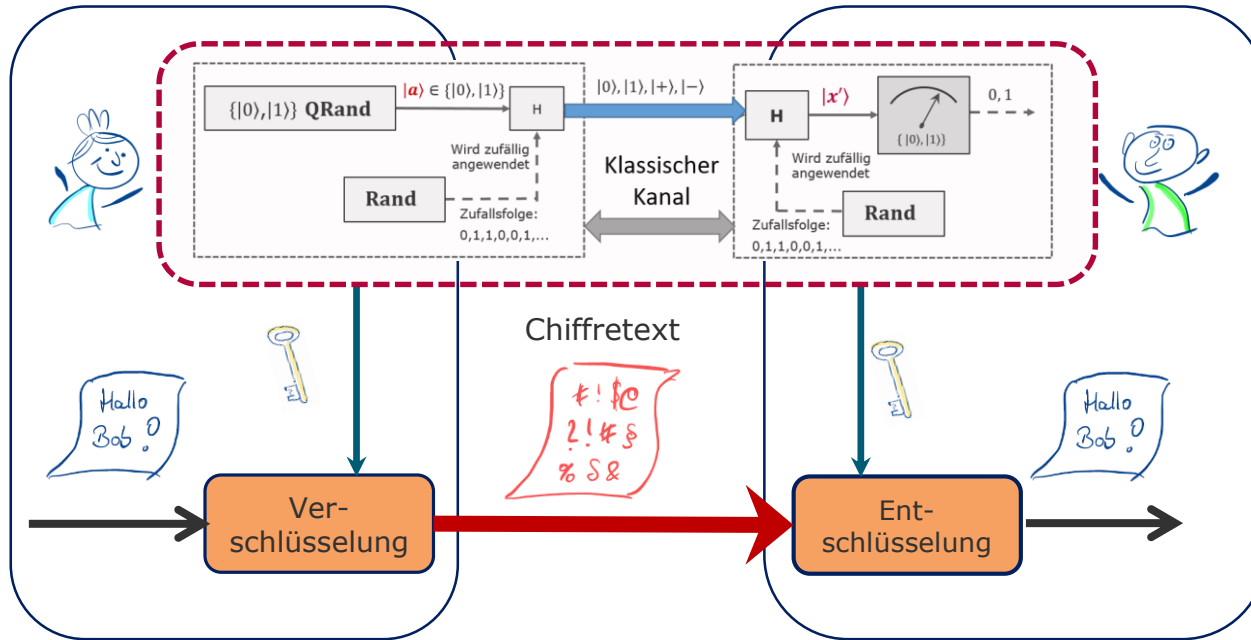 |a⟩ ∈ {|0⟩, |1⟩}
{|0⟩,|1⟩} QRand
H
Wird zufällig
angewendet
Rand
Zufallsfolge:
0,1,1,0,0,1,...
|0⟩, |1⟩, |+⟩, |−⟩
Klassischer
Kanal
H
|x'⟩
{ |0⟩, |1⟩}
0, 1
Wird zufällig
angewendet
Rand
Zufallsfolge:
0,1,1,0,0,1,...
Chiffretext
Hallo
Bob!
#!$@
?!#§
%S&
Hallo
Bob!
Ver-
schlüsselung
Ent-
schlüsselung